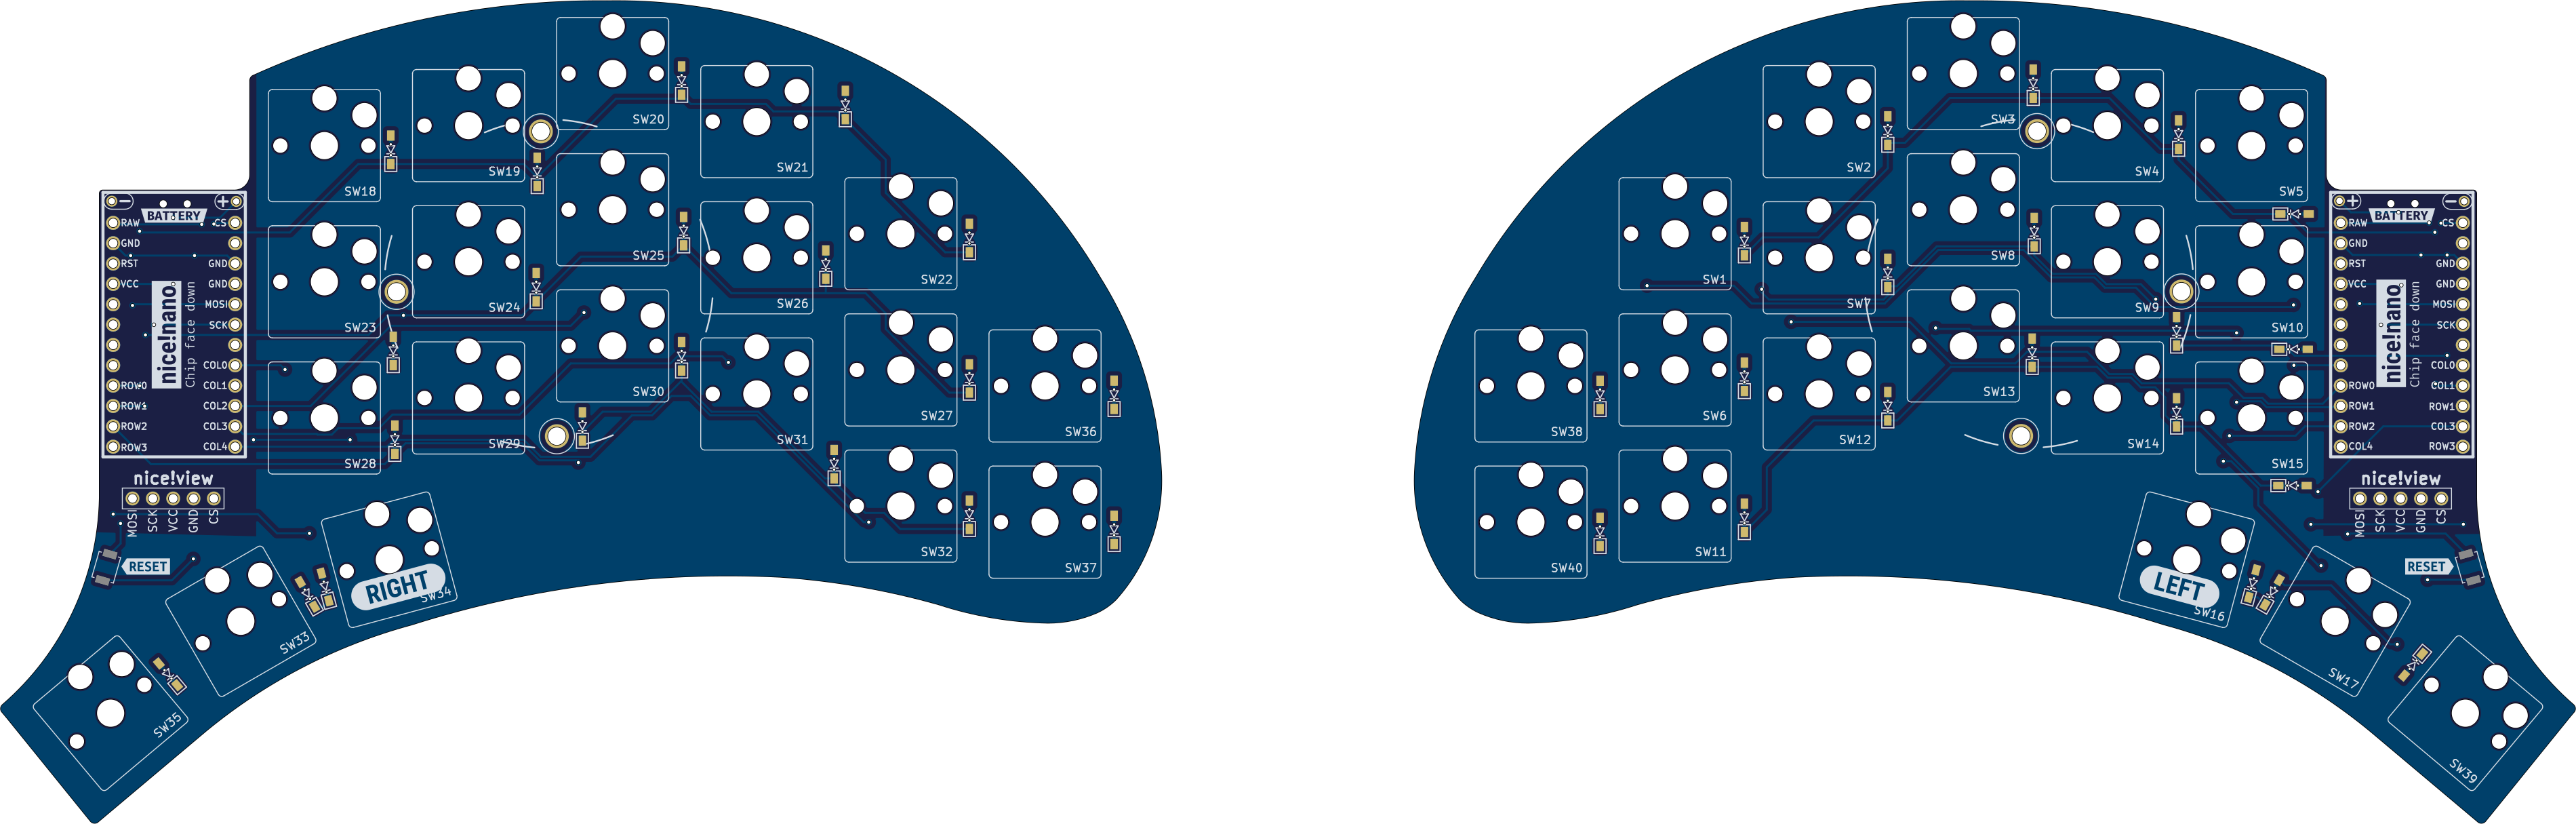 SW20
SW19
SW21
SW18
SW25
SW22
SW24
SW26
SW23
SW30
SW27
SW36
SW29
SW31
SW28
SW32
SW37
SW34
SW33
SW35
− +
BATTERY
RAW CS
GND
RST GND
VCC GND
MOSI
SCK
COL0
ROW0 COL1
ROW1 COL2
ROW2 COL3
ROW3 COL4
nice!nano
Chip face down
nice!view
MOSI
SCK
VCC
GND
CS
RESET
RIGHT
SW3
SW2
SW4
SW5
SW8
SW1
SW7
SW9
SW10
SW13
SW38
SW6
SW12
SW14
SW15
SW40
SW11
SW16
SW17
SW39
+ −
BATTERY
RAW CS
GND
RST GND
VCC GND
MOSI
SCK
COL0
ROW0 COL1
ROW1 ROW1
ROW2 COL3
COL4 ROW3
nice!nano
Chip face down
nice!view
MOSI
SCK
VCC
GND
CS
RESET
LEFT